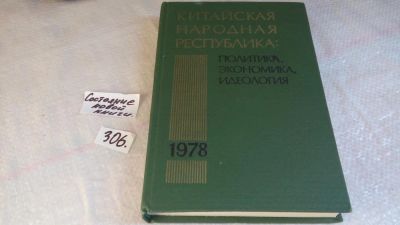 КИТАЙСКАЯ
НАРОДНАЯ
РЕСПУБЛИКА:
ПОЛИТИКА,
ЭКОНОМИКА,
ИДЕОЛОГИЯ
1978
Состояние
новой
книги
306.